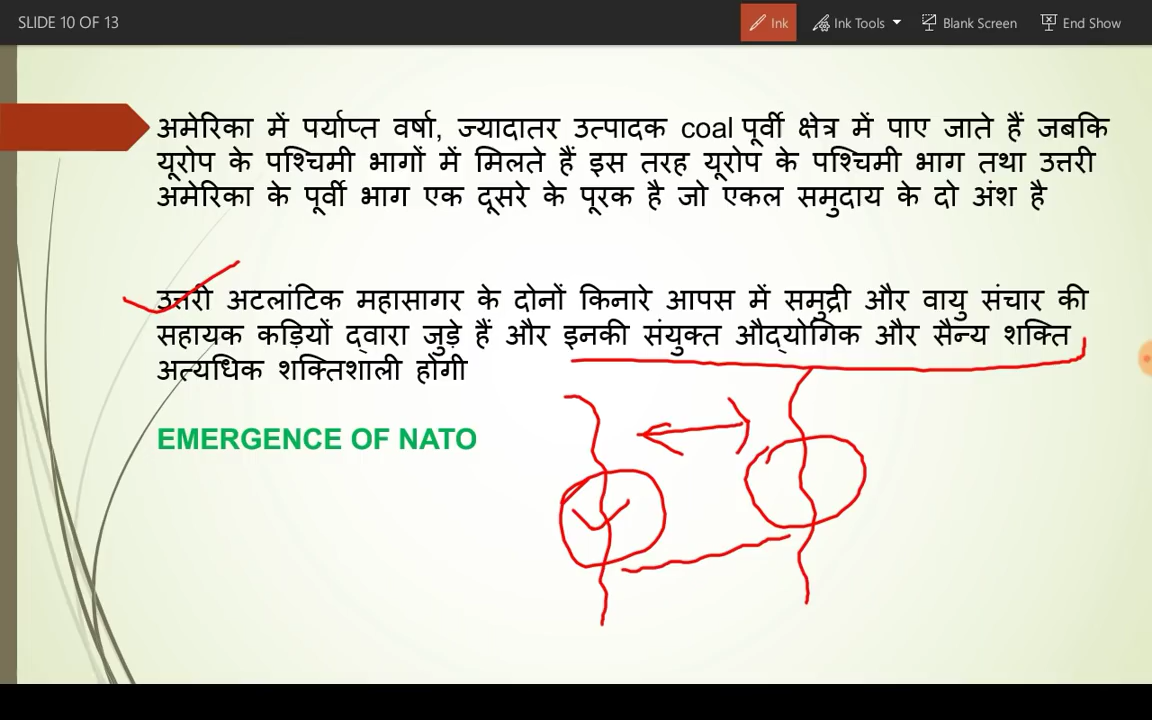 SLIDE 10 OF 13
Ink
Ink Tools
Blank Screen
End Show
अमेरिका में पर्याप्त वर्षा, ज्यादातर उत्पादक coal पूर्वी क्षेत्र में पाए जाते हैं जबकि
यूरोप के पश्चिमी भागों में मिलते हैं इस तरह यूरोप के पश्चिमी भाग तथा उत्तरी
अमेरिका के पूर्वी भाग एक दूसरे के पूरक है जो एकल समुदाय के दो अंश है
उत्तरी अटलांटिक महासागर के दोनों किनारे आपस में समुद्री और वायु संचार की
सहायक कड़ियों द्वारा जुड़े हैं और इनकी संयुक्त औद्योगिक और सैन्य शक्ति
अत्यधिक शक्तिशाली होगी
EMERGENCE OF NATO